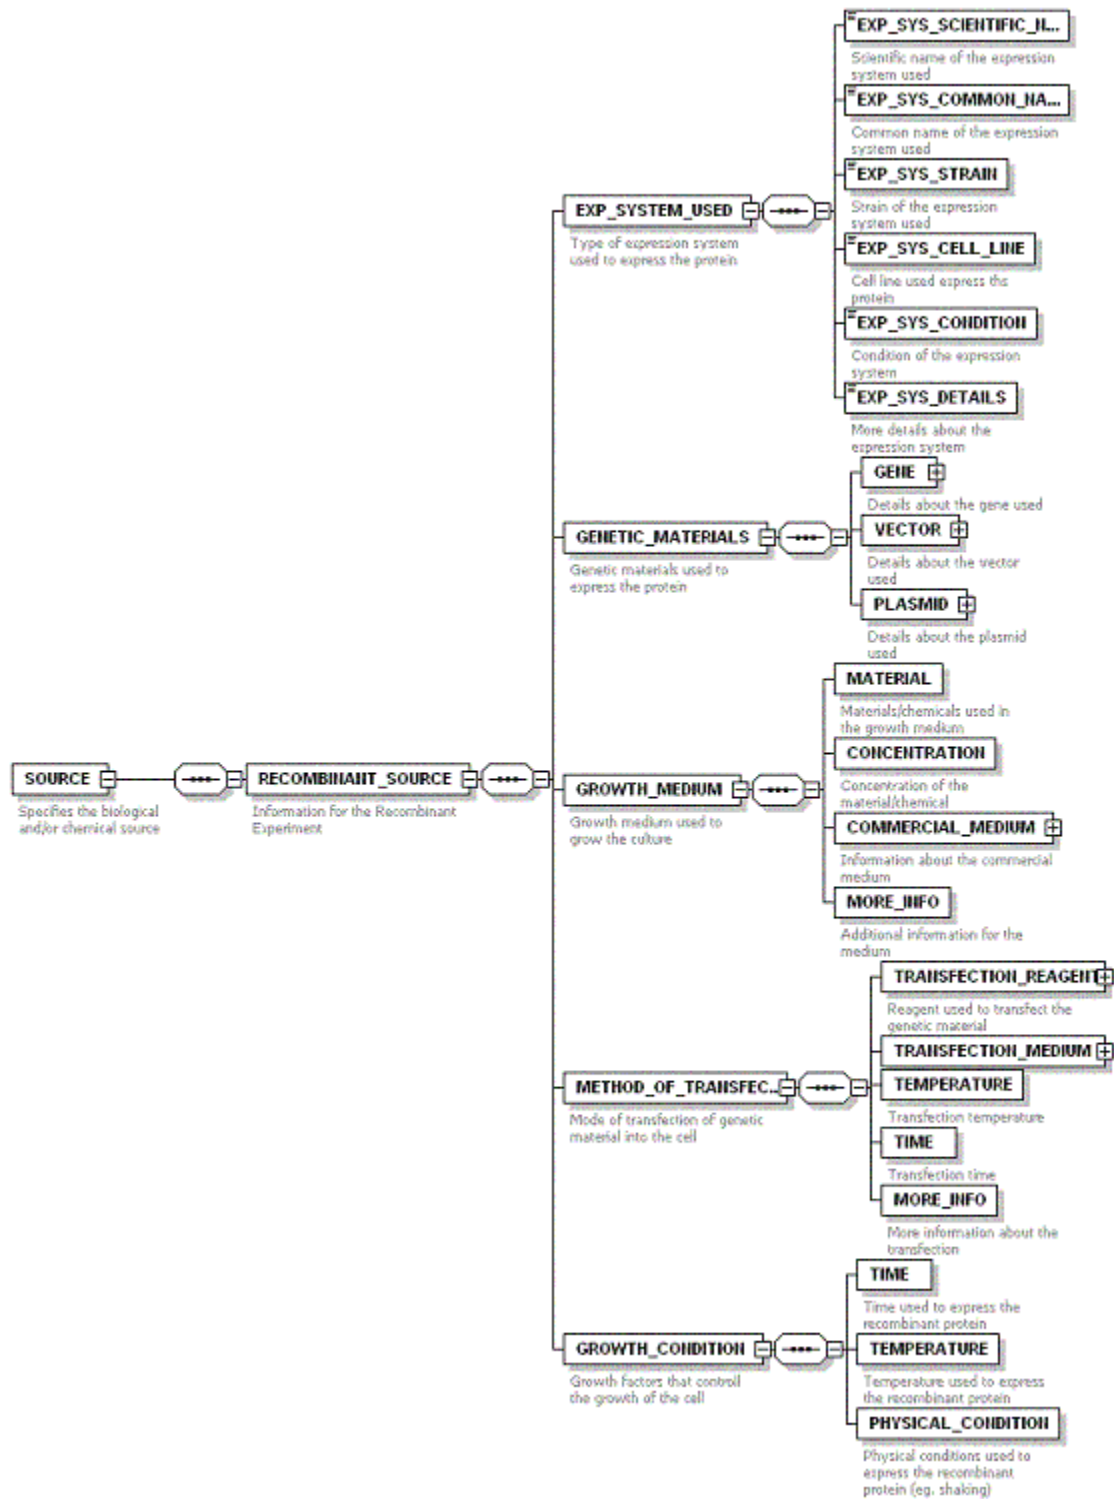 SOURCE
Specifies the biological
and/or chemical source
RECOMBINANT_SOURCE
Information for the Recombinant
Experiment
EXP_SYSTEM_USED
Type of expression system
used to express the protein
EXP_SYS_SCIENTIFIC_N...
Scientific name of the expression
system used
EXP_SYS_COMMON_NA...
Common name of the expression
system used
EXP_SYS_STRAIN
Strain of the expression
system used
EXP_SYS_CELL_LINE
Cell line used express ths
protein
EXP_SYS_CONDITION
Condition of the expression
system
EXP_SYS_DETAILS
More details about the
expression system
GENETIC_MATERIALS
Genetic materials used to
express the protein
GENE
Details about the gene used
VECTOR
Details about the vector
used
PLASMID
Details about the plasmid
used
GROWTH_MEDIUM
Growth medium used to
grow the culture
MATERIAL
Materials/chemicals used in
the growth medium
CONCENTRATION
Concentration of the
material/chemical
COMMERCIAL_MEDIUM
Information about the commercial
medium
MORE_INFO
Additional information for the
medium
METHOD_OF_TRANSFEC...
Mode of transfection of genetic
material into the cell
TRANSFECTION_REAGENT
Reagent used to transfect the
genetic material
TRANSFECTION_MEDIUM
TEMPERATURE
Transfection temperature
TIME
Transfection time
MORE_INFO
More information about the
transfection
GROWTH_CONDITION
Growth factors that controll
the growth of the cell
TIME
Time used to express the
recombinant protein
TEMPERATURE
Temperature used to express
the recombinant protein
PHYSICAL_CONDITION
Physical conditions used to
express the recombinant
protein (eg. shaking)